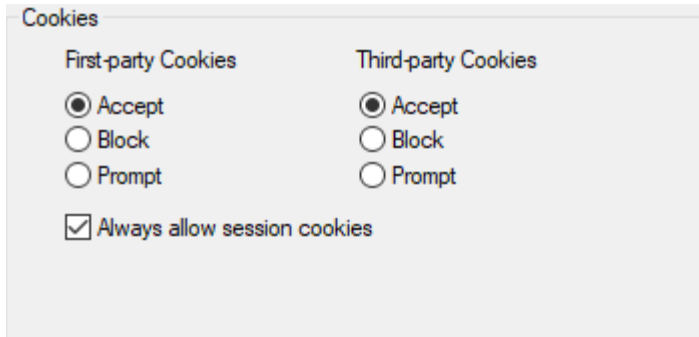 Cookies
First-party Cookies Third-party Cookies
Accept Accept
Block Block
Prompt Prompt
Always allow session cookies